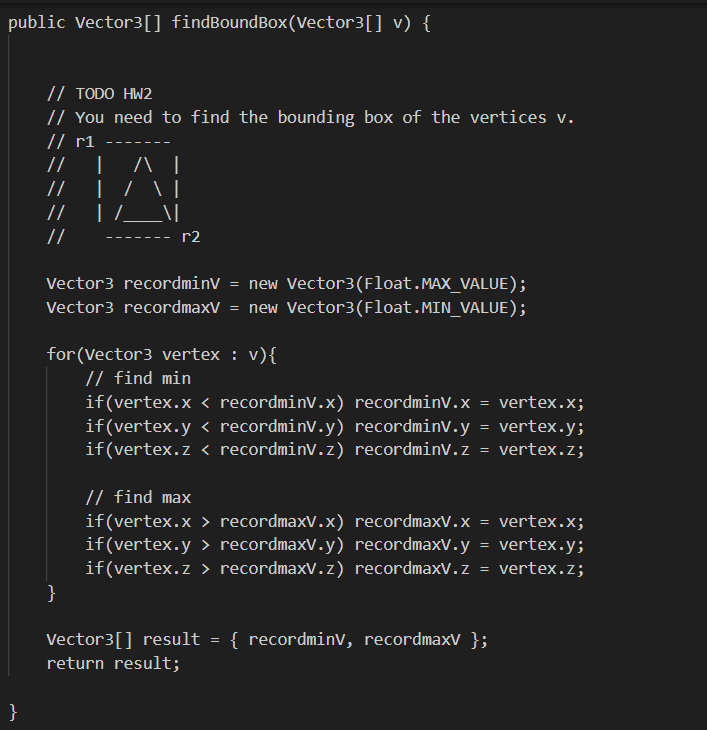 public Vector3[] findBoundBox(Vector3[] v) {
// TODO HW2
// You need to find the bounding box of the vertices v.
// r1 -------
//   |   /\  |
//   |  /  \ |
//   | /____\|
//    ------- r2
Vector3 recordminV = new Vector3(Float.MAX_VALUE);
Vector3 recordmaxV = new Vector3(Float.MIN_VALUE);
for(Vector3 vertex : v){
// find min
if(vertex.x < recordminV.x) recordminV.x = vertex.x;
if(vertex.y < recordminV.y) recordminV.y = vertex.y;
if(vertex.z < recordminV.z) recordminV.z = vertex.z;
// find max
if(vertex.x > recordmaxV.x) recordmaxV.x = vertex.x;
if(vertex.y > recordmaxV.y) recordmaxV.y = vertex.y;
if(vertex.z > recordmaxV.z) recordmaxV.z = vertex.z;
}
Vector3[] result = { recordminV, recordmaxV };
return result;
}